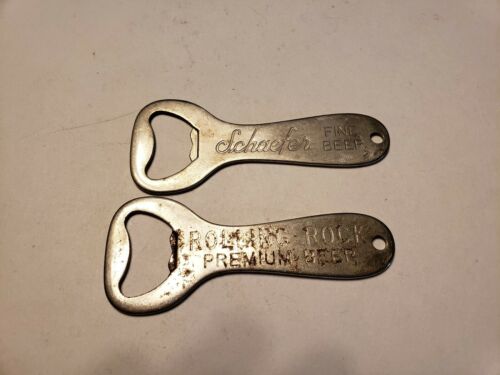 Schaefer FINE
BEER
ROLLING ROCK
PREMIUM BEER